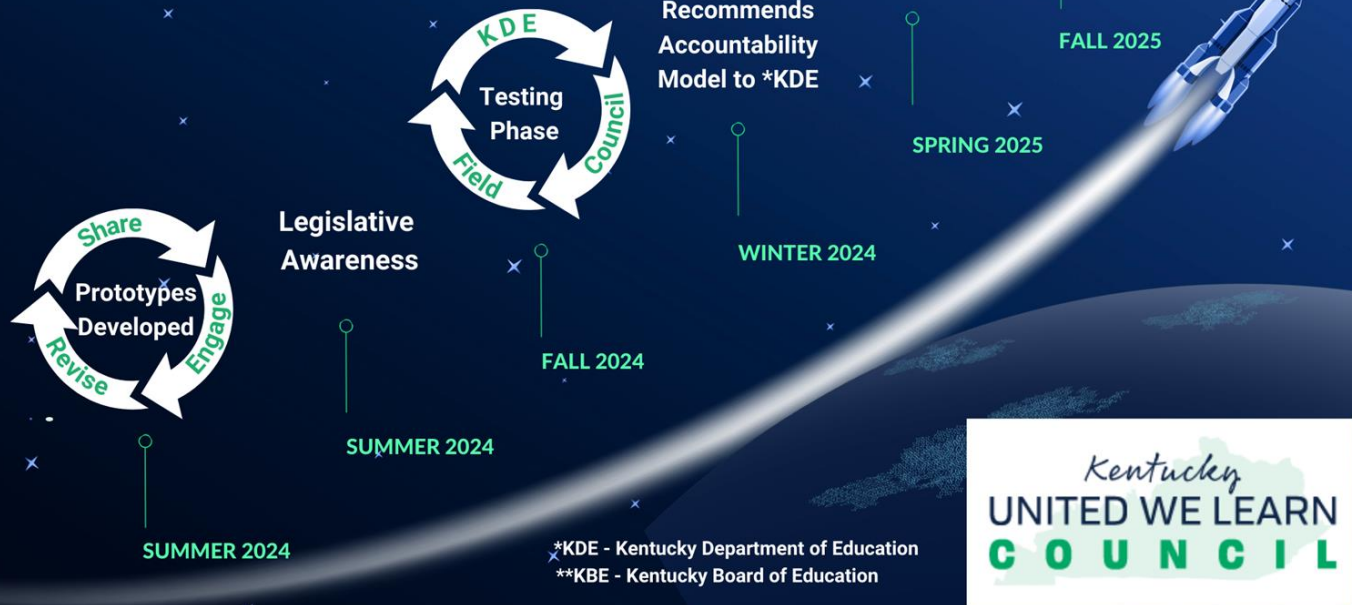 Recommends
Accountability
Model to *KDE
FALL 2025
KDE
Council
Field
Testing
Phase
SPRING 2025
WINTER 2024
Legislative
Awareness
Share
Engage
Revise
Prototypes
Developed
FALL 2024
SUMMER 2024
SUMMER 2024
*KDE - Kentucky Department of Education
**KBE - Kentucky Board of Education
Kentucky
UNITED WE LEARN
COUNCIL